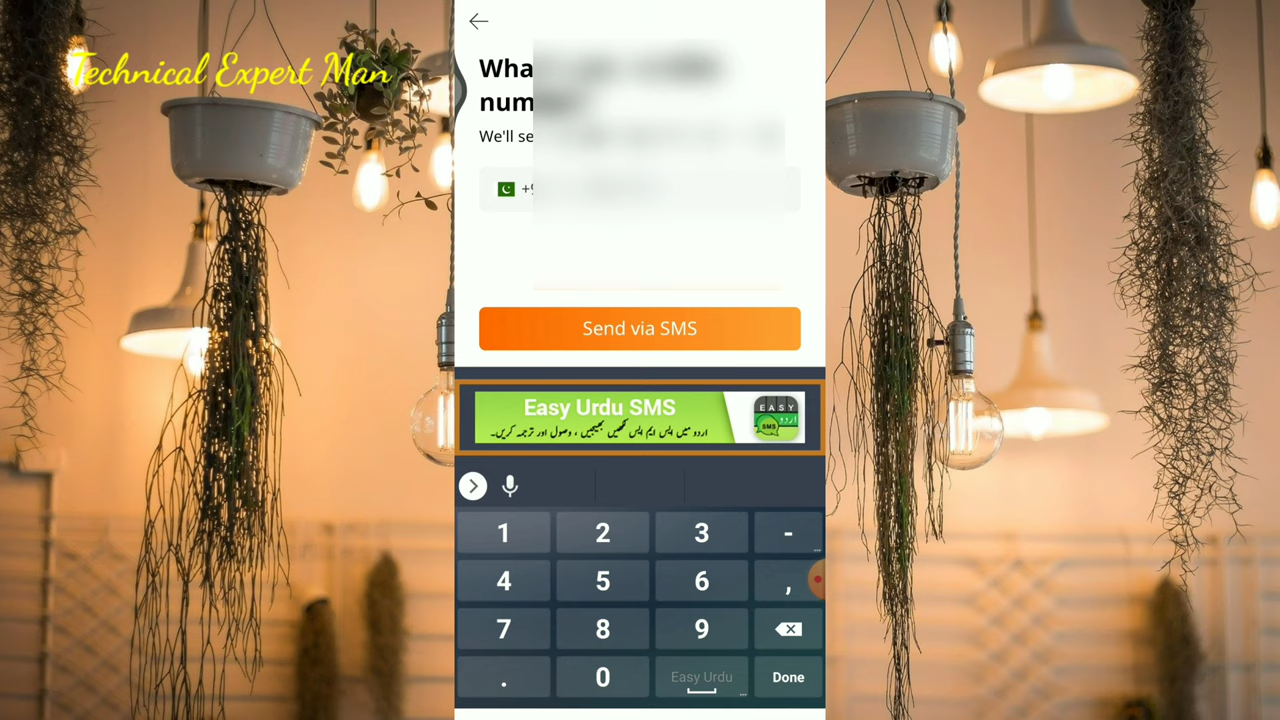 Technical Expert Man
Wha
num
We'll se
+9
Send via SMS
Easy Urdu SMS
اردو میں ایس ایم ایس لکھیں بھیجیں ، وصول اور ترجمہ کریں۔
EASY
اردو
SMS
1 2 3 -
4 5 6 ,
7 8 9
. 0 Easy Urdu Done